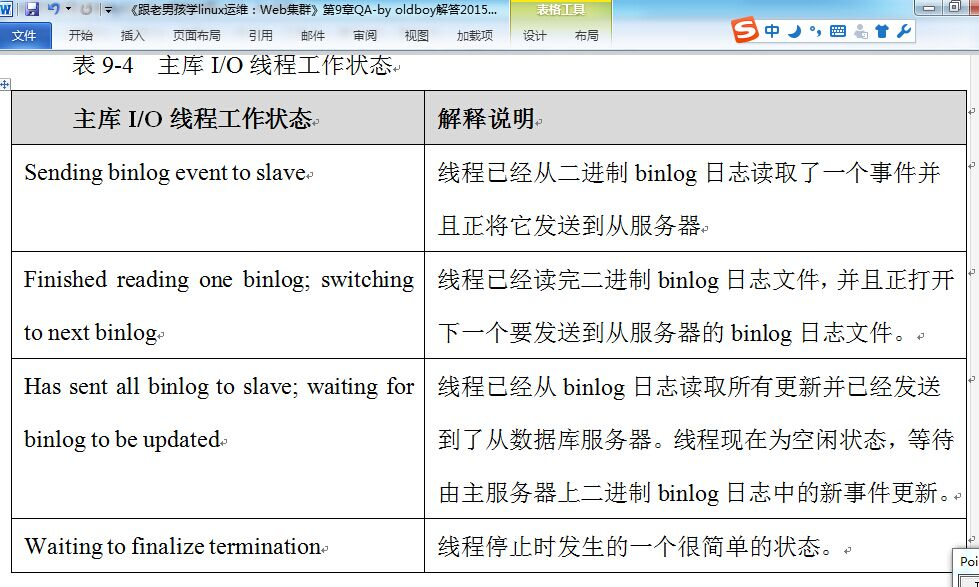 《跟老男孩学linux运维：Web集群》第9章QA-by oldboy解答2015...
表格工具
文件 开始 插入 页面布局 引用 邮件 审阅 视图 加载项 设计 布局
中
表 9-4 主库 I/O 线程工作状态
主库 I/O 线程工作状态
解释说明
Sending binlog event to slave
线程已经从二进制 binlog 日志读取了一个事件并
且正将它发送到从服务器
Finished reading one binlog; switching
to next binlog
线程已经读完二进制 binlog 日志文件，并且正打开
下一个要发送到从服务器的 binlog 日志文件。
Has sent all binlog to slave; waiting for
binlog to be updated
线程已经从 binlog 日志读取所有更新并已经发送
到了从数据库服务器。线程现在为空闲状态，等待
由主服务器上二进制 binlog 日志中的新事件更新。
Waiting to finalize termination
线程停止时发生的一个很简单的状态。